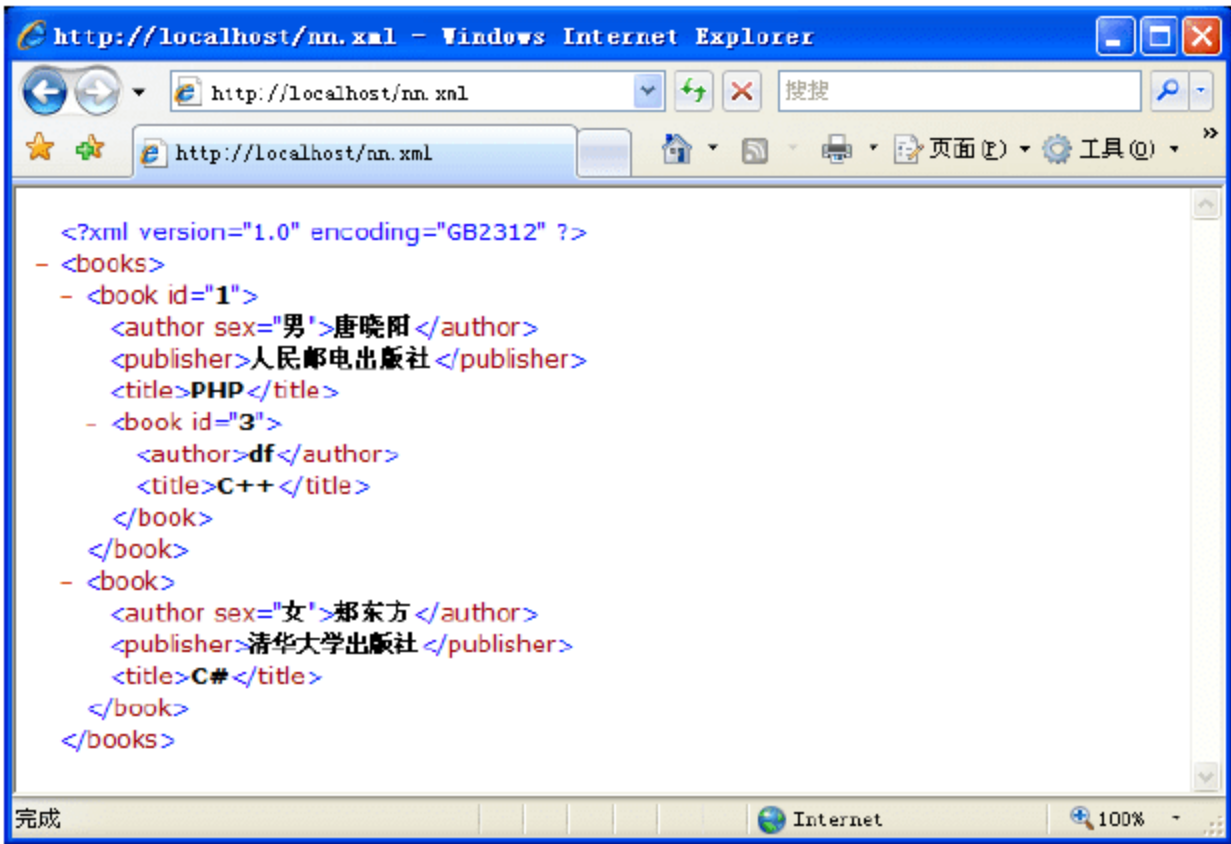 http://localhost/nn.xml - Windows Internet Explorer
http://localhost/nn.xml
搜搜
http://localhost/nn.xml
页面(P)
工具(O)
»
<?xml version="1.0" encoding="GB2312" ?>
- <books>
- <book id="1">
<author sex="男">唐晓阳</author>
<publisher>人民邮电出版社</publisher>
<title>PHP</title>
- <book id="3">
<author>df</author>
<title>C++</title>
</book>
</book>
- <book>
<author sex="女">郑东方</author>
<publisher>清华大学出版社</publisher>
<title>C#</title>
</book>
</books>
完成
Internet
100%